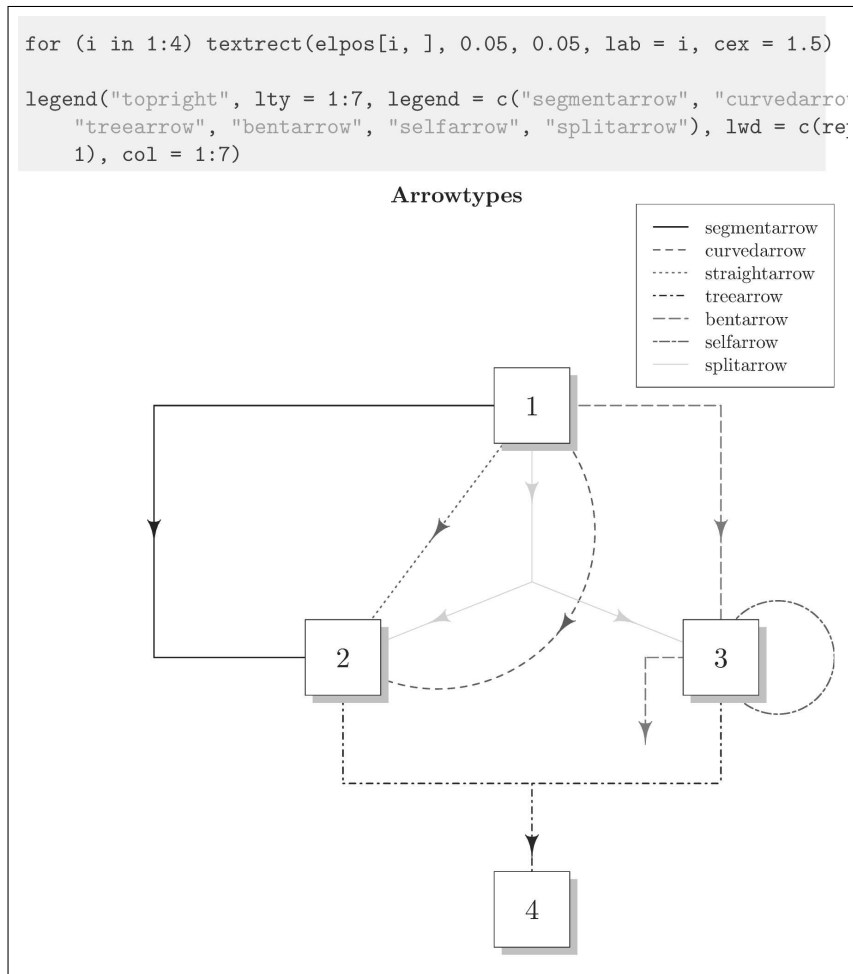 for (i in 1:4) textrect(elpos[i, ], 0.05, 0.05, lab = i, cex = 1.5)
legend("topright", lty = 1:7, legend = c("segmentarrow", "curvedarrow
"treearrow", "bentarrow", "selfarrow", "splitarrow"), lwd = c(rep
1), col = 1:7)
Arrowtypes
segmentarrow
curvedarrow
straightarrow
treearrow
bentarrow
selfarrow
splitarrow
1
2
3
4